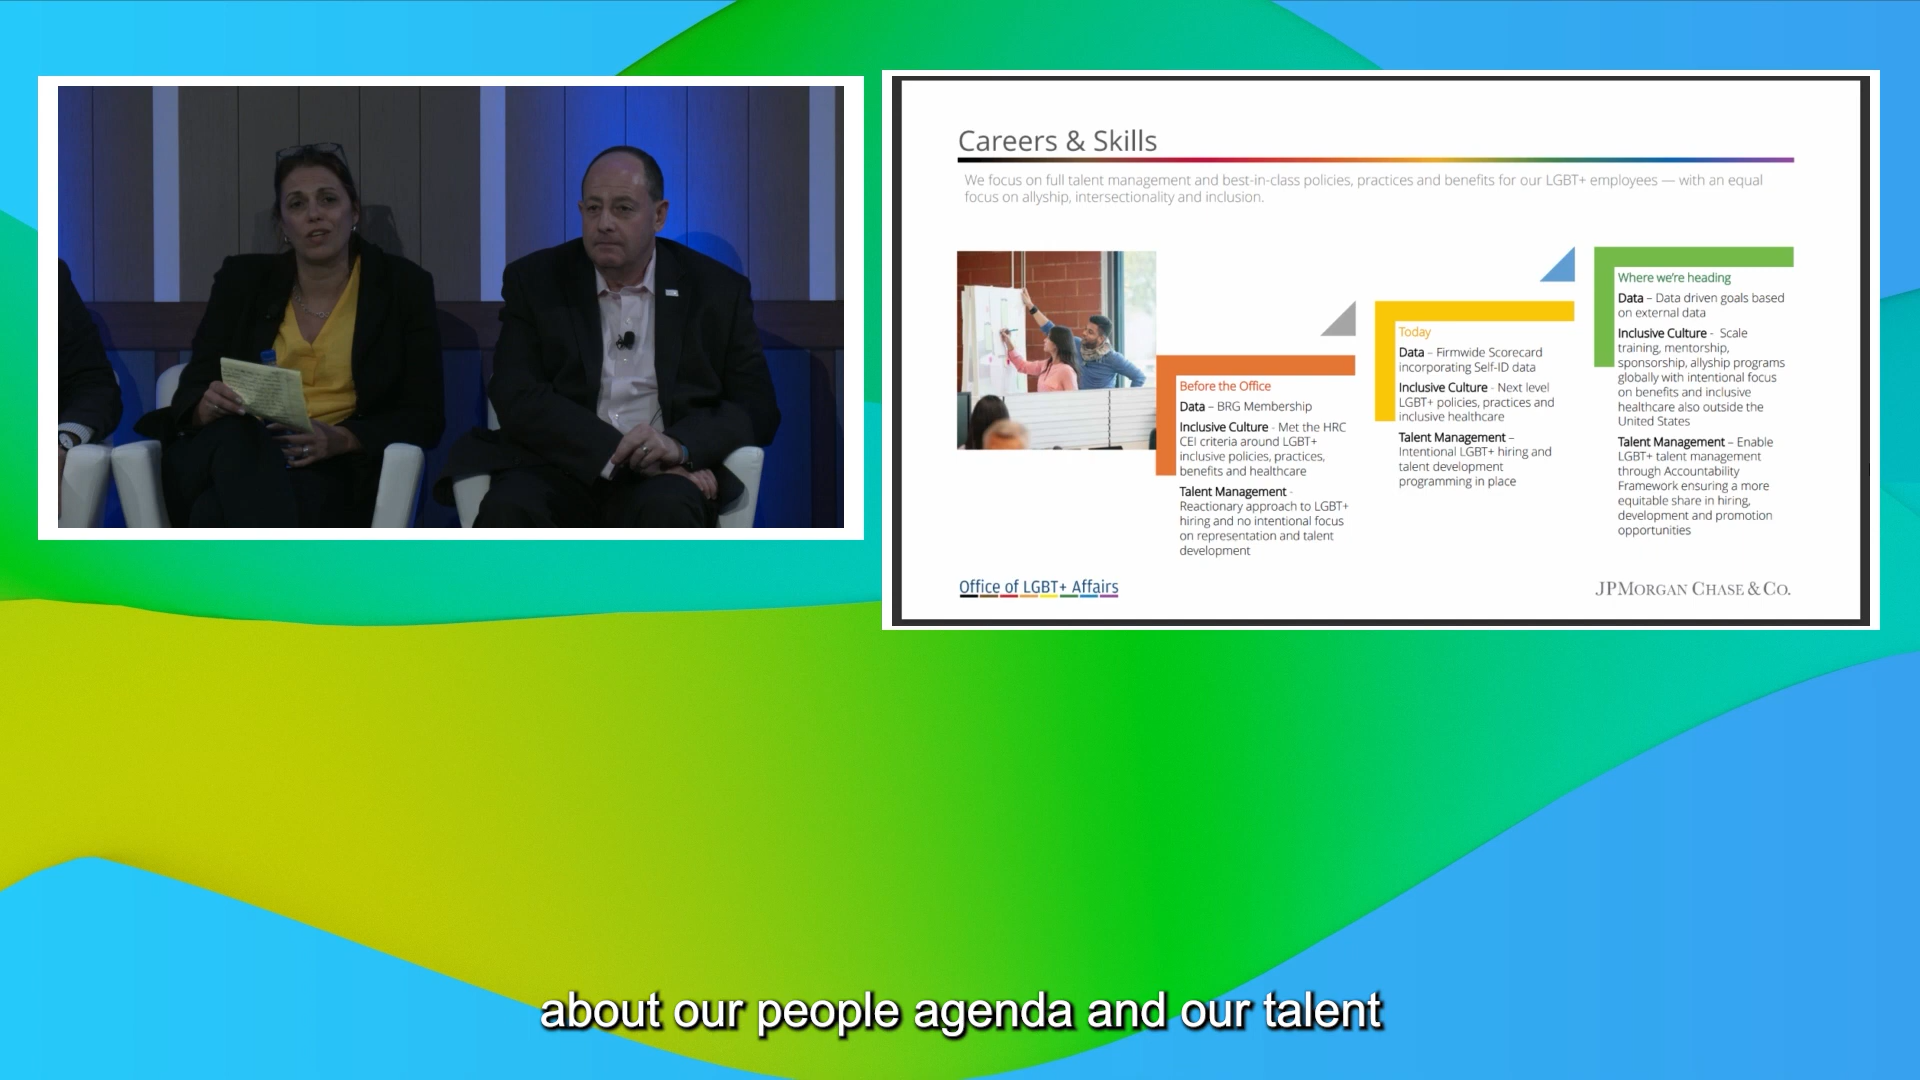 Careers & Skills
We focus on full talent management and best-in-class policies, practices and benefits for our LGBT+ employees — with an equal
focus on allyship, intersectionality and inclusion.
Before the Office
Data – BRG Membership
Inclusive Culture - Met the HRC
CEI criteria around LGBT+
inclusive policies, practices,
benefits and healthcare
Talent Management -
Reactionary approach to LGBT+
hiring and no intentional focus
on representation and talent
development
Today
Data – Firmwide Scorecard
incorporating Self-ID data
Inclusive Culture - Next level
LGBT+ policies, practices and
inclusive healthcare
Talent Management –
Intentional LGBT+ hiring and
talent development
programming in place
Where we're heading
Data – Data driven goals based
on external data
Inclusive Culture - Scale
training, mentorship,
sponsorship, allyship programs
globally with intentional focus
on benefits and inclusive
healthcare also outside the
United States
Talent Management – Enable
LGBT+ talent management
through Accountability
Framework ensuring a more
equitable share in hiring,
development and promotion
opportunities
Office of LGBT+ Affairs
JPMORGAN CHASE & CO.
about our people agenda and our talent